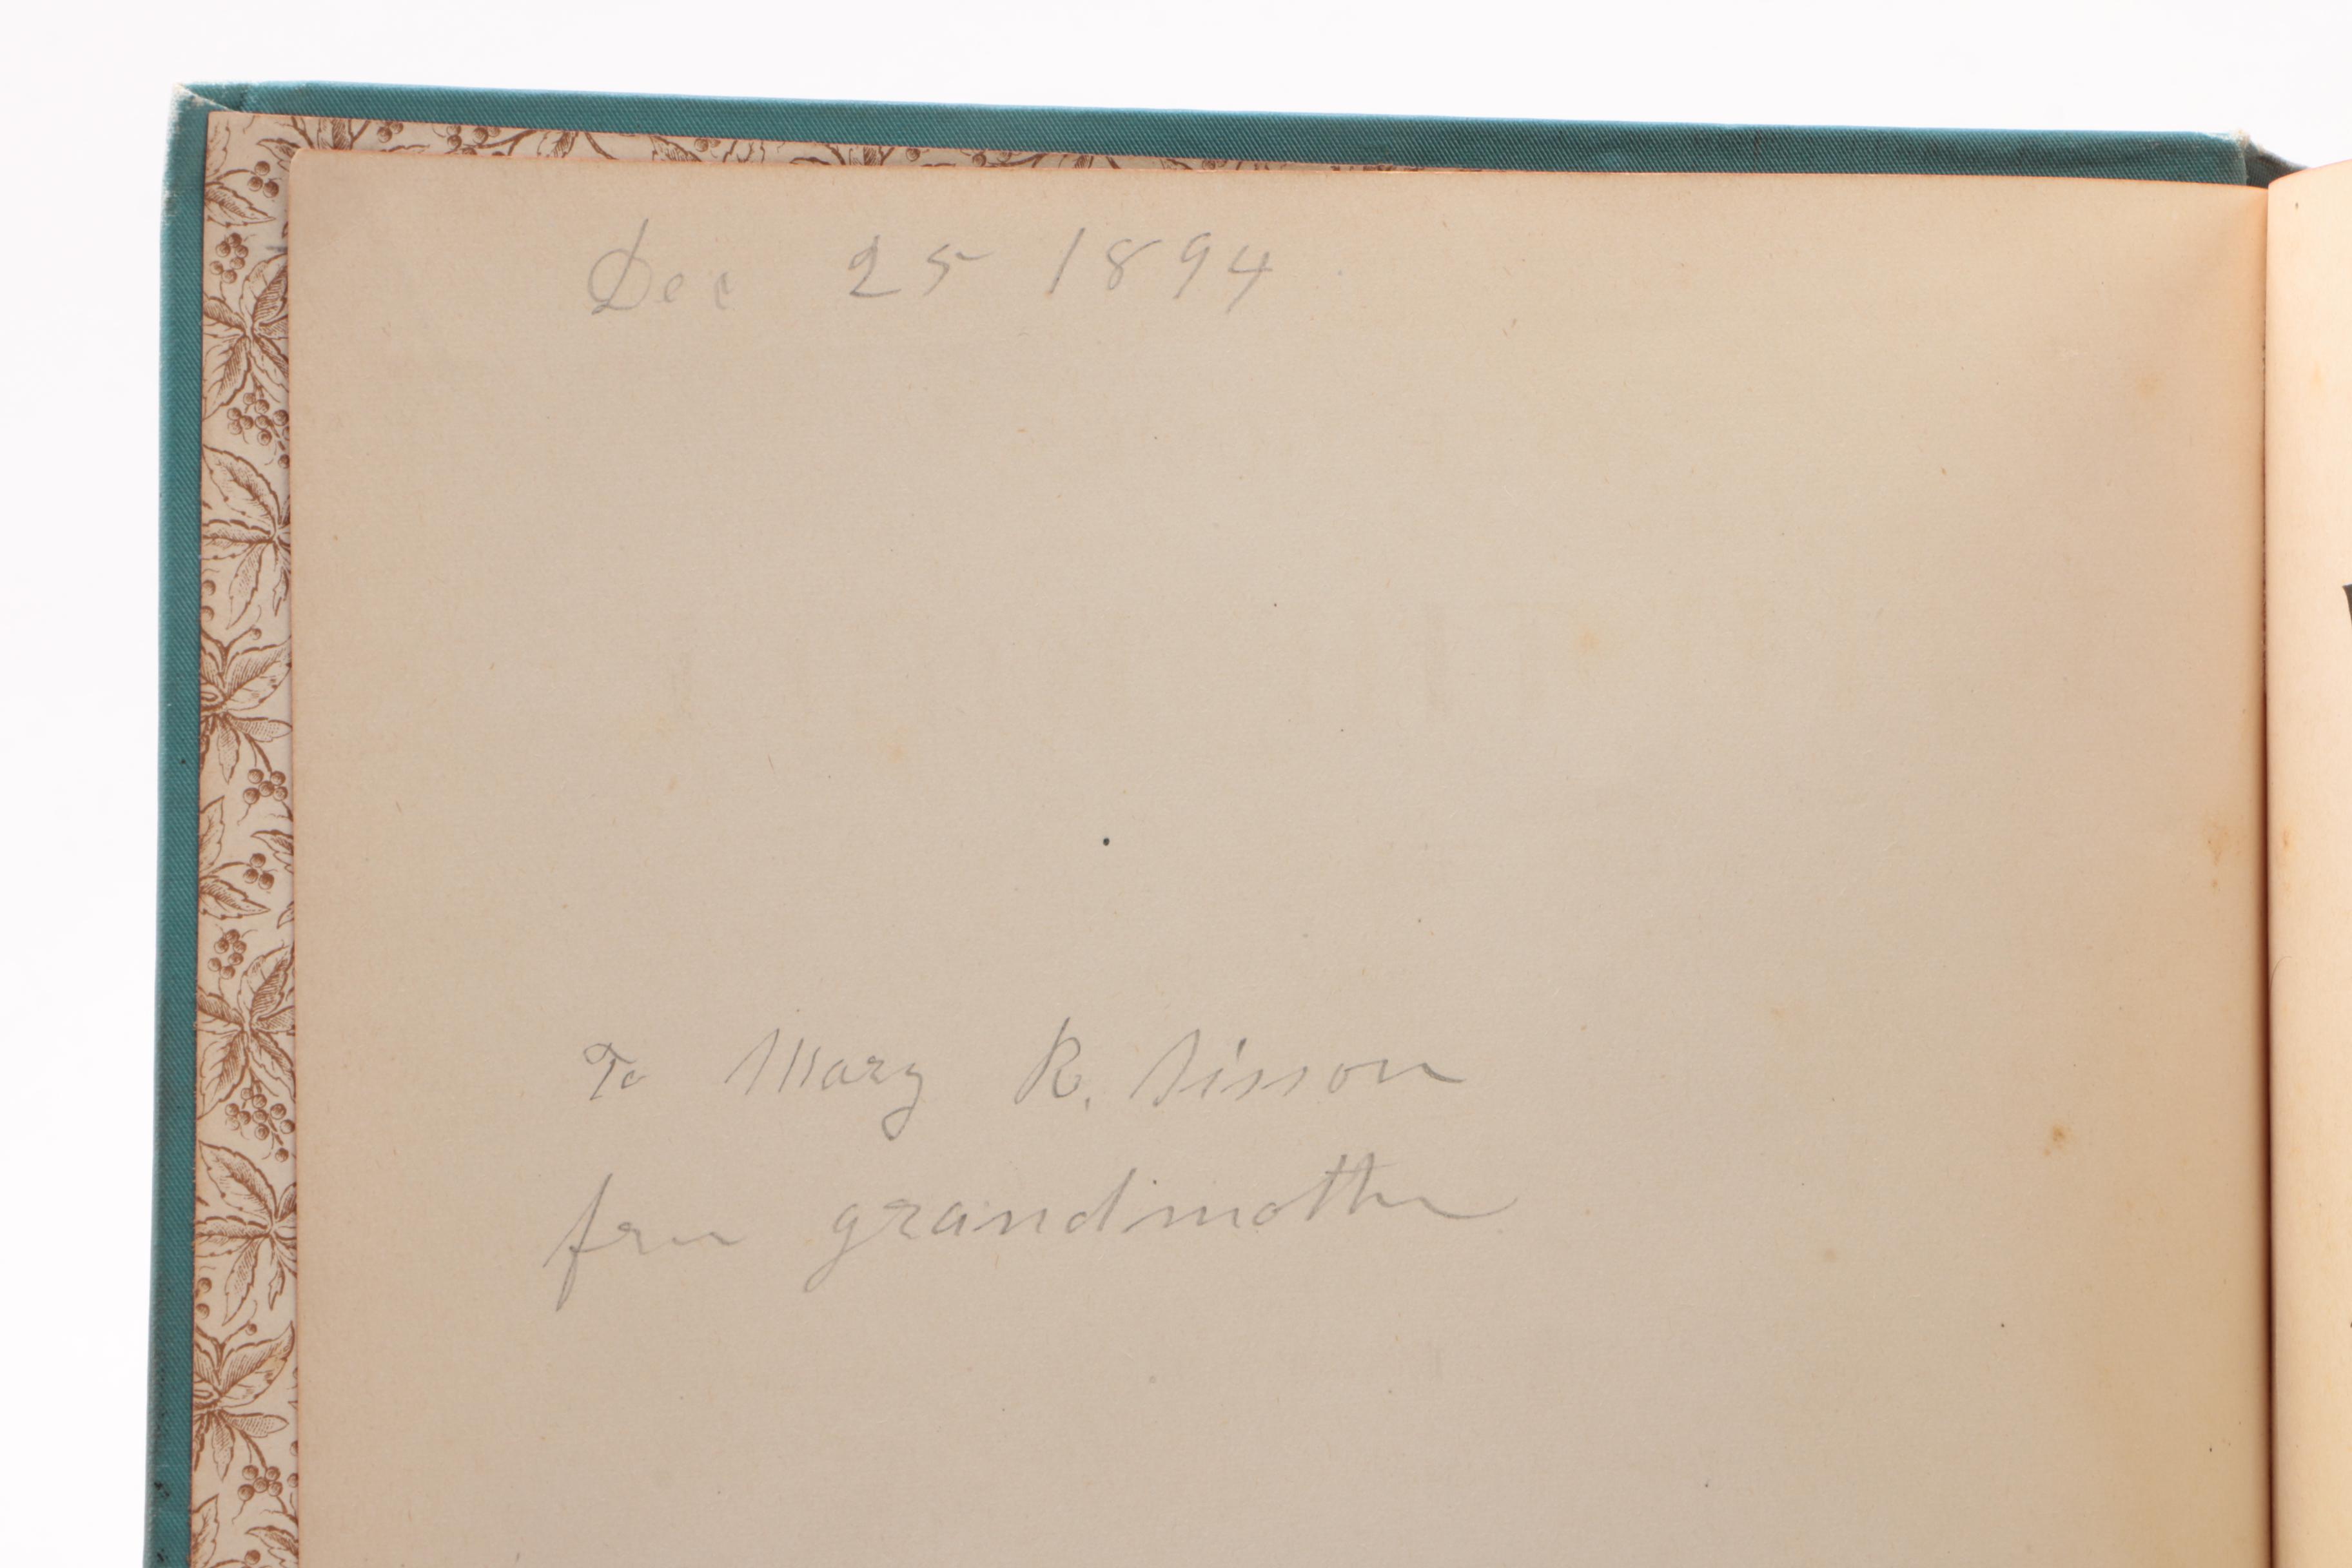 Dec 25 1894
To Mary R. Sisson
from grandmother